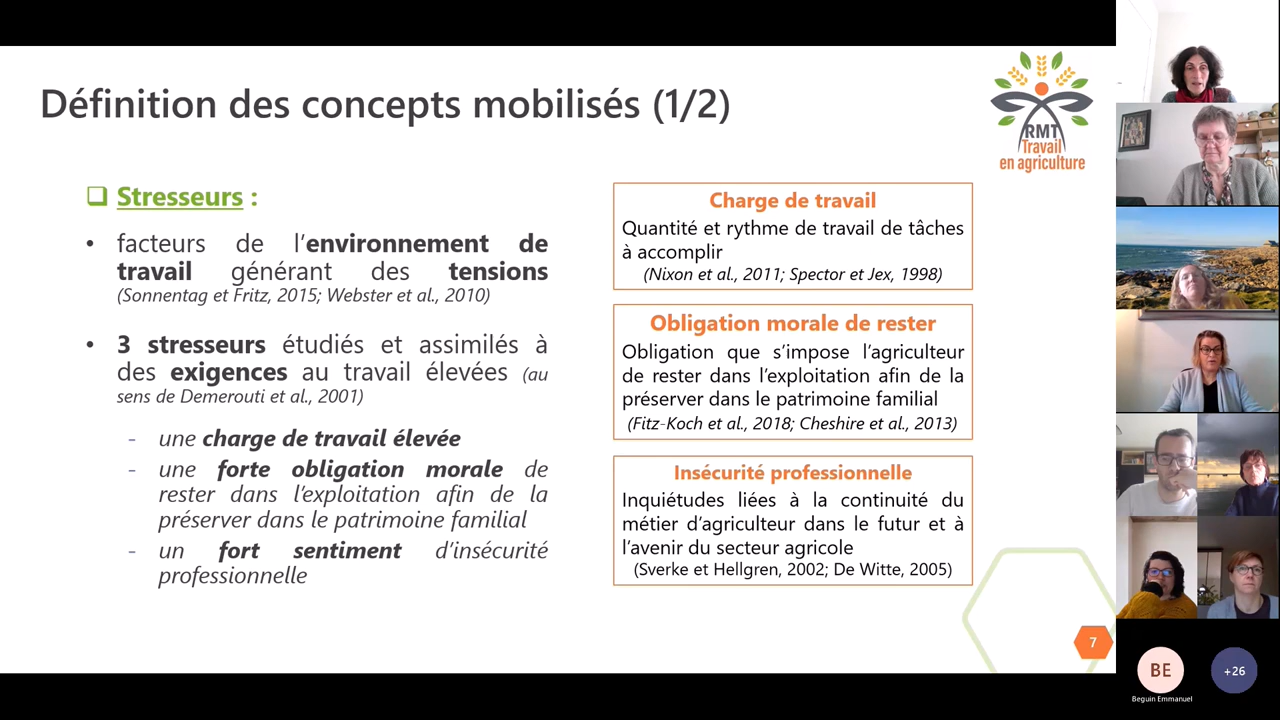 Définition des concepts mobilisés (1/2)
RMT
Travail
en agriculture
❑ Stresseurs :
• facteurs de l’environnement de
travail générant des tensions
(Sonnentag et Fritz, 2015; Webster et al., 2010)
• 3 stresseurs étudiés et assimilés à
des exigences au travail élevées (au
sens de Demerouti et al., 2001)
- une charge de travail élevée
- une forte obligation morale de
rester dans l’exploitation afin de la
préserver dans le patrimoine familial
- un fort sentiment d’insécurité
professionnelle
Charge de travail
Quantité et rythme de travail de tâches
à accomplir
(Nixon et al., 2011; Spector et Jex, 1998)
Obligation morale de rester
Obligation que s’impose l’agriculteur
de rester dans l’exploitation afin de la
préserver dans le patrimoine familial
(Fitz-Koch et al., 2018; Cheshire et al., 2013)
Insécurité professionnelle
Inquiétudes liées à la continuité du
métier d’agriculteur dans le futur et à
l’avenir du secteur agricole
(Sverke et Hellgren, 2002; De Witte, 2005)
7
BE
Beguin Emmanuel
+26